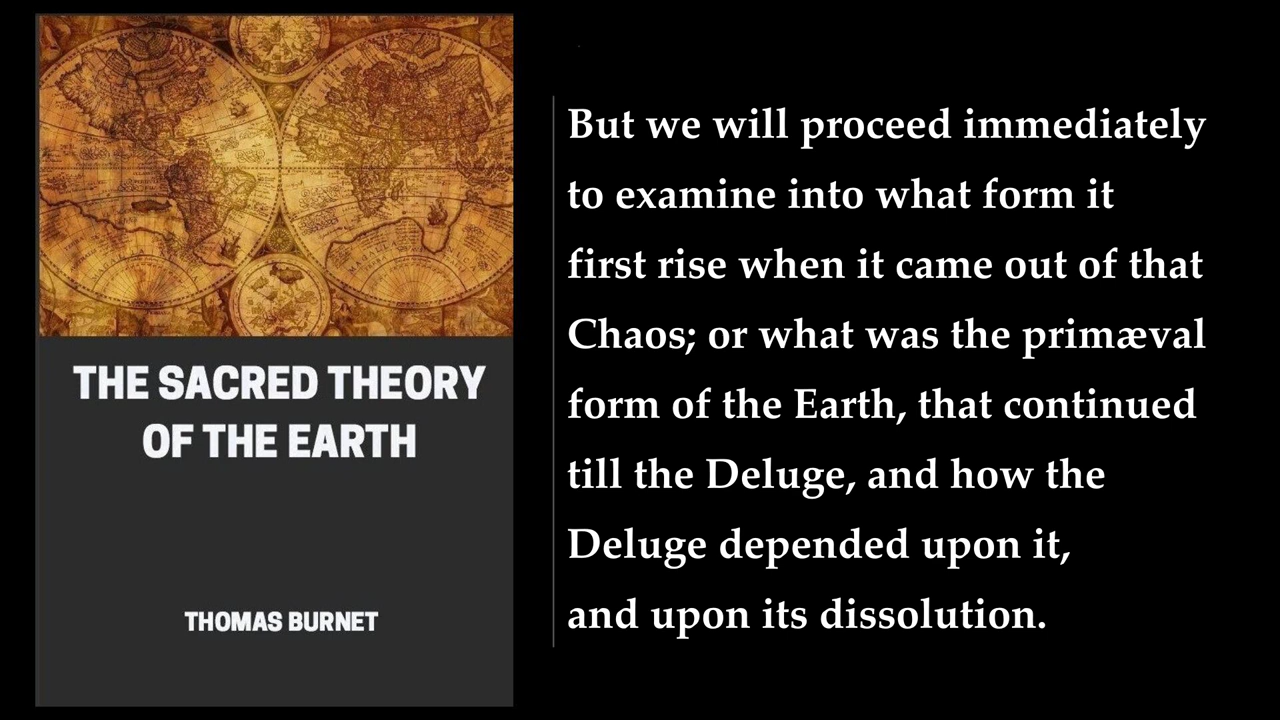 THE SACRED THEORY
OF THE EARTH
THOMAS BURNET
But we will proceed immediately
to examine into what form it
first rise when it came out of that
Chaos; or what was the primæval
form of the Earth, that continued
till the Deluge, and how the
Deluge depended upon it,
and upon its dissolution.